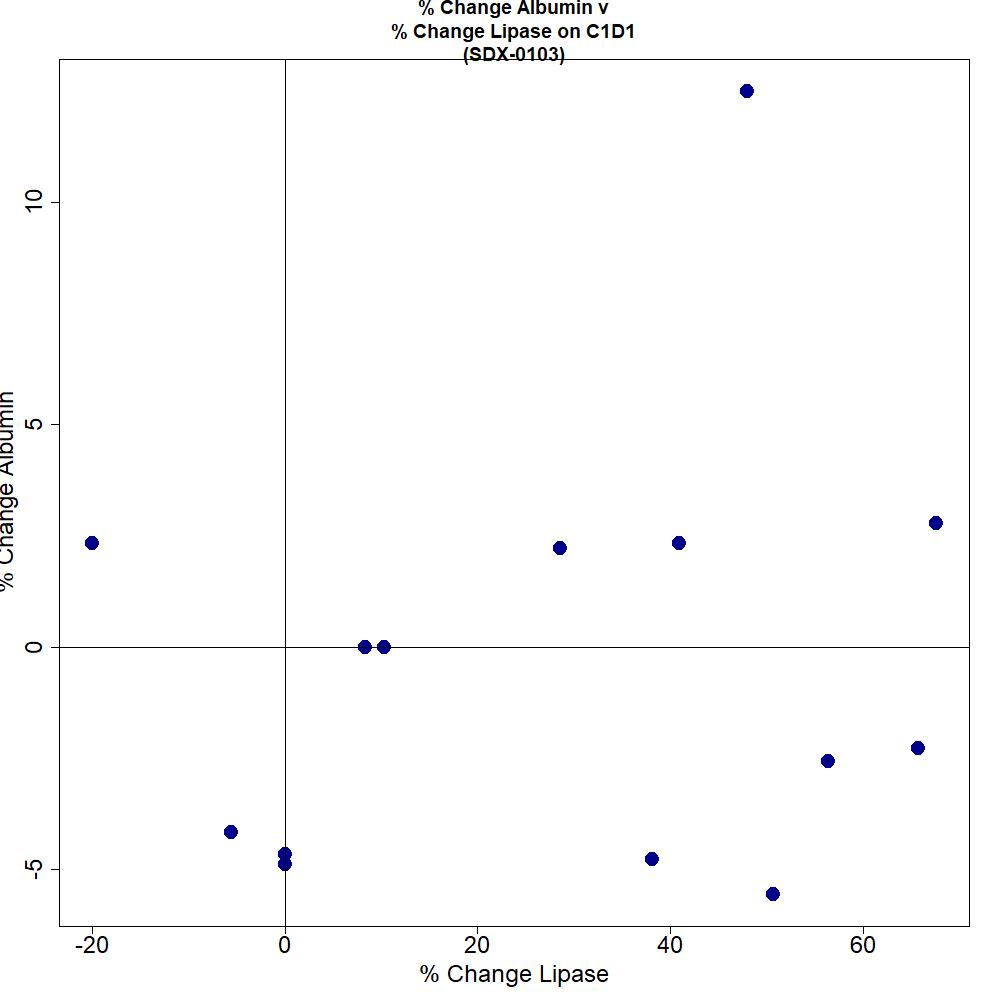 % Change Albumin v
% Change Lipase on C1D1
(SDX-0103)
% Change Albumin
10
5
0
-5
-20
0
20
40
60
% Change Lipase